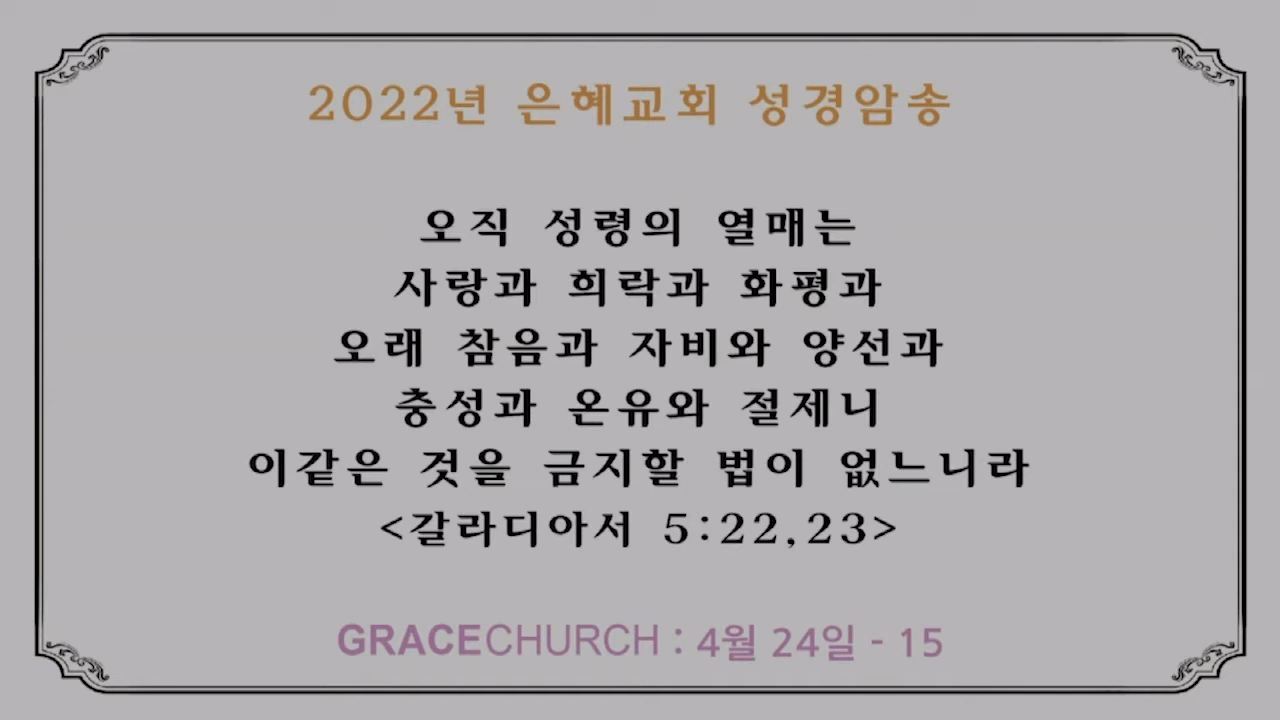 2022년 은혜교회 성경암송
오직 성령의 열매는
사랑과 희락과 화평과
오래 참음과 자비와 양선과
충성과 온유와 절제니
이같은 것을 금지할 법이 없느니라
<갈라디아서 5:22,23>
GRACECHURCH : 4월 24일 - 15